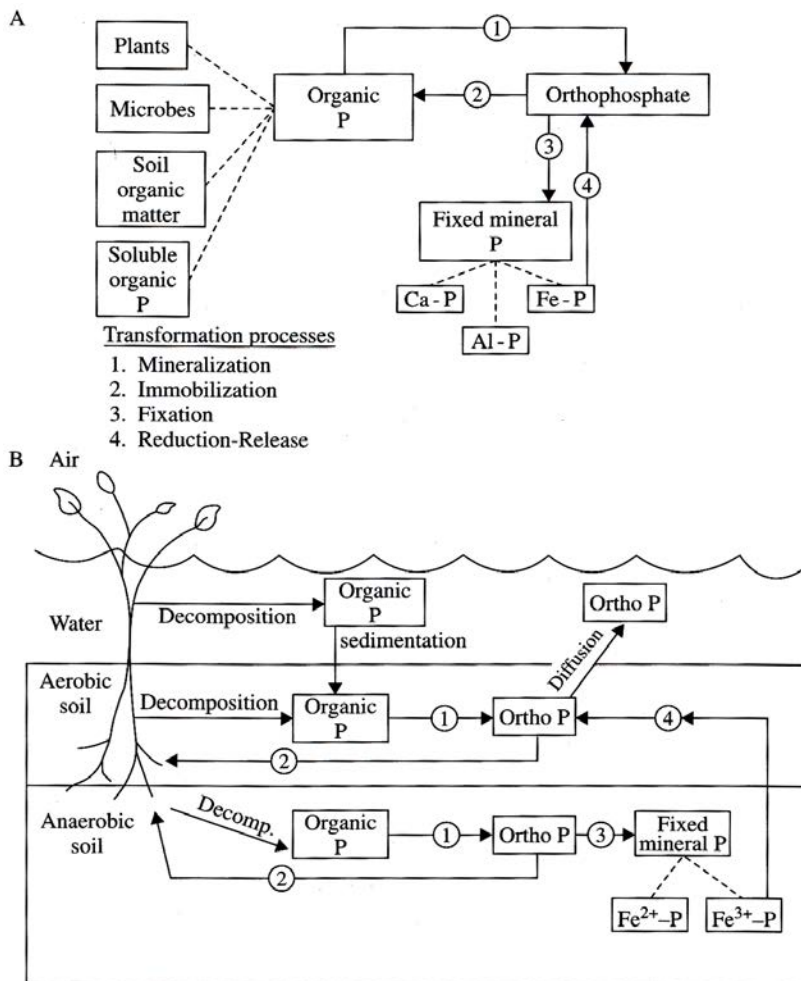 A
Plants
Microbes
Soil
organic
matter
Soluble
organic
P
Organic
P
1
2
Orthophosphate
3
4
Fixed mineral
P
Ca - P
Fe - P
Al - P
Transformation processes
1. Mineralization
2. Immobilization
3. Fixation
4. Reduction-Release
B
Air
Water
Decomposition
Organic
P
sedimentation
Ortho P
Diffusion
Aerobic
soil
Decomposition
Organic
P
1
Ortho P
4
2
Anaerobic
soil
Decomp.
Organic
P
1
Ortho P
3
Fixed
mineral P
2
Fe²⁺–P
Fe³⁺–P